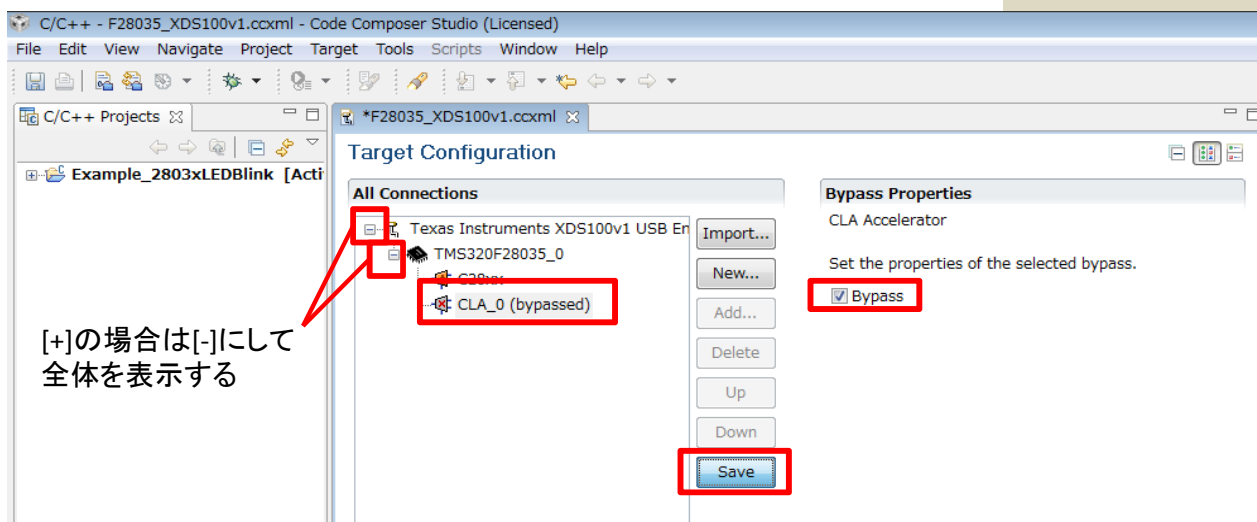 C/C++ - F28035_XDS100v1.ccxml - Code Composer Studio (Licensed)
File Edit View Navigate Project Target Tools Scripts Window Help
C/C++ Projects
*F28035_XDS100v1.ccxml
Example_2803xLEDBlink [Acti
Target Configuration
All Connections
Texas Instruments XDS100v1 USB En
TMS320F28035_0
C28xx
CLA_0 (bypassed)
Import...
New...
Add...
Delete
Up
Down
Save
Bypass Properties
CLA Accelerator
Set the properties of the selected bypass.
Bypass
[+]の場合は[-]にして
全体を表示する